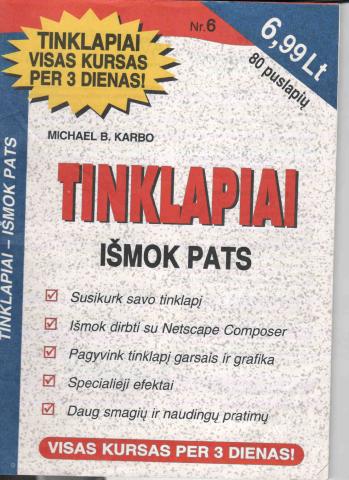 TINKLAPIAI
VISAS KURSAS
PER 3 DIENAS!
Nr.6
6,99 Lt
80 puslapių
MICHAEL B. KARBO
TINKLAPIAI
IŠMOK PATS
Susikurk savo tinklapį
Išmok dirbti su Netscape Composer
Pagyvink tinklapį garsais ir grafika
Specialieji efektai
Daug smagių ir naudingų pratimų
VISAS KURSAS PER 3 DIENAS!
TINKLAPIAI – IŠMOK PATS